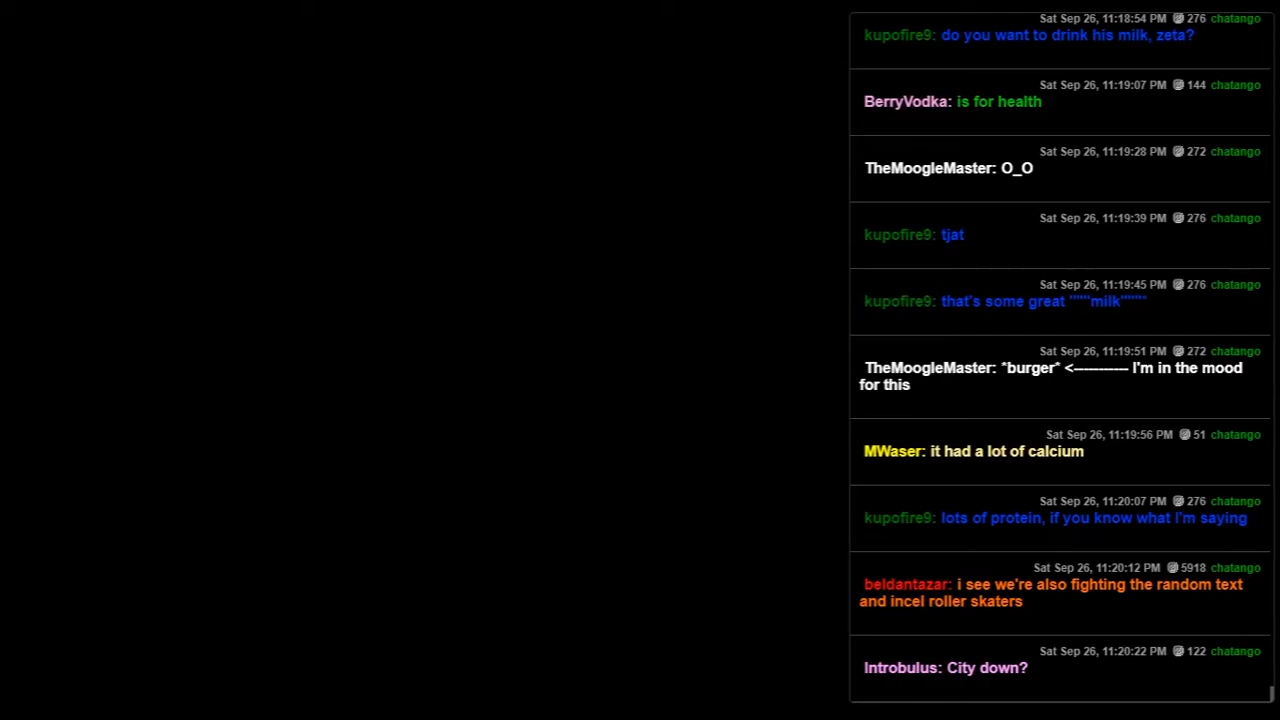 Sat Sep 26, 11:18:54 PM 276 chatango
kupofire9: do you want to drink his milk, zeta?
Sat Sep 26, 11:19:07 PM 144 chatango
BerryVodka: is for health
Sat Sep 26, 11:19:28 PM 272 chatango
TheMoogleMaster: O_O
Sat Sep 26, 11:19:39 PM 276 chatango
kupofire9: tjat
Sat Sep 26, 11:19:45 PM 276 chatango
kupofire9: that's some great """milk""""
Sat Sep 26, 11:19:51 PM 272 chatango
TheMoogleMaster: *burger* <----------- I'm in the mood
for this
Sat Sep 26, 11:19:56 PM 51 chatango
MWaser: it had a lot of calcium
Sat Sep 26, 11:20:07 PM 276 chatango
kupofire9: lots of protein, if you know what I'm saying
Sat Sep 26, 11:20:12 PM 5918 chatango
beldantazar: i see we're also fighting the random text
and incel roller skaters
Sat Sep 26, 11:20:22 PM 122 chatango
Introbulus: City down?